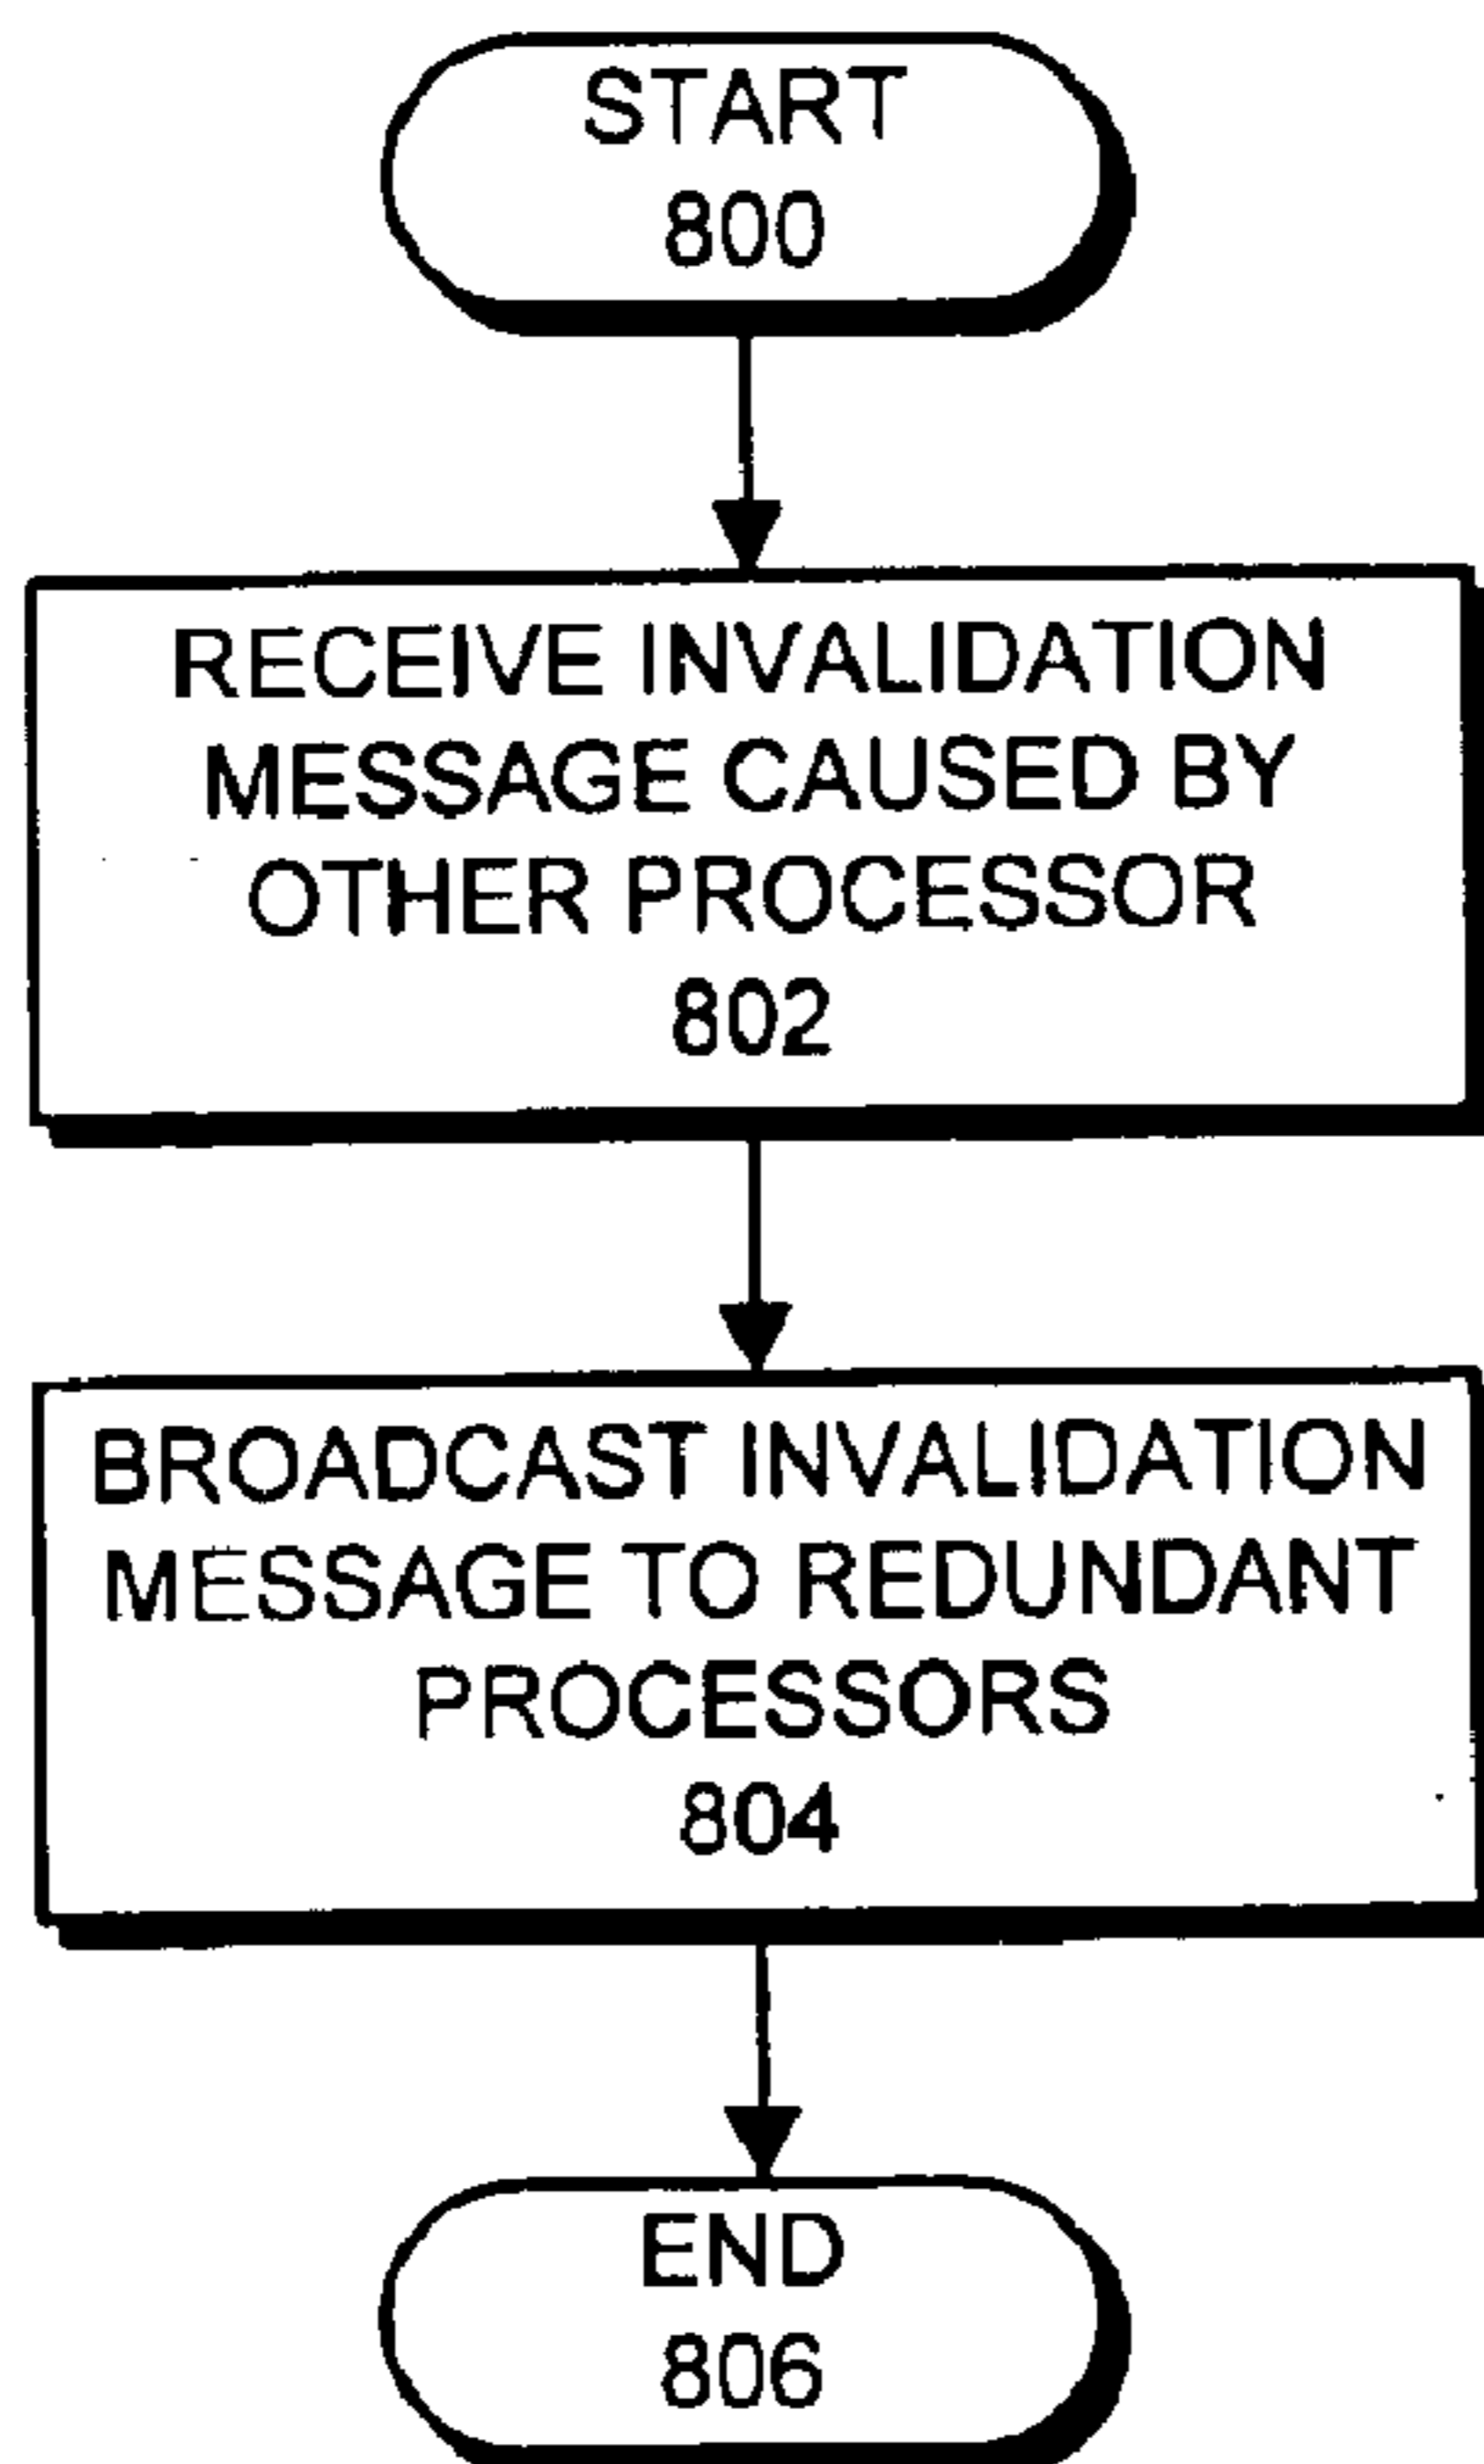 START
800
RECEIVE INVALIDATION
MESSAGE CAUSED BY
OTHER PROCESSOR
802
BROADCAST INVALIDATION
MESSAGE TO REDUNDANT
PROCESSORS
804
END
806